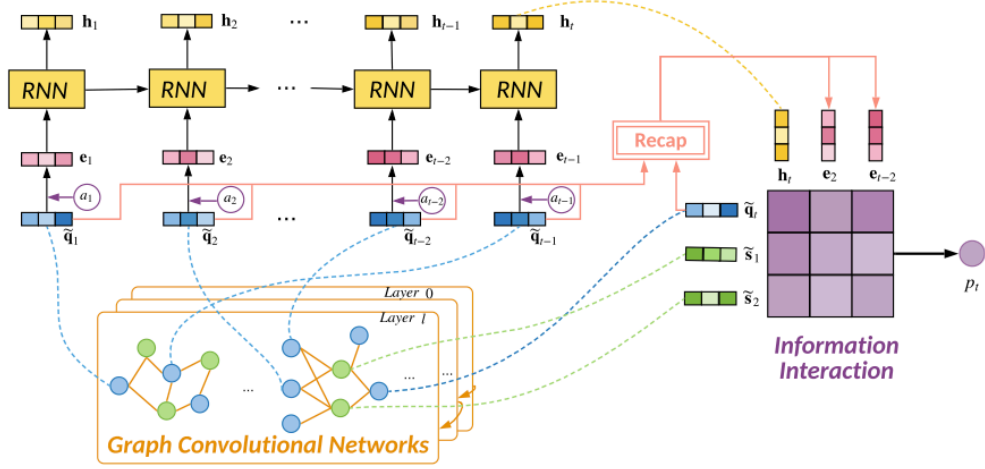 h1 h2 ht−1 ht
RNN RNN ... RNN RNN
Recap
e1 e2 et−2 et−1
ht e2 et−2
a1 a2 at−2 at−1
q̃1 q̃2 ... q̃t−2 q̃t−1
q̃t
s̃1
s̃2
pt
Layer 0
Layer l
... ... ...
Information
Interaction
Graph Convolutional Networks